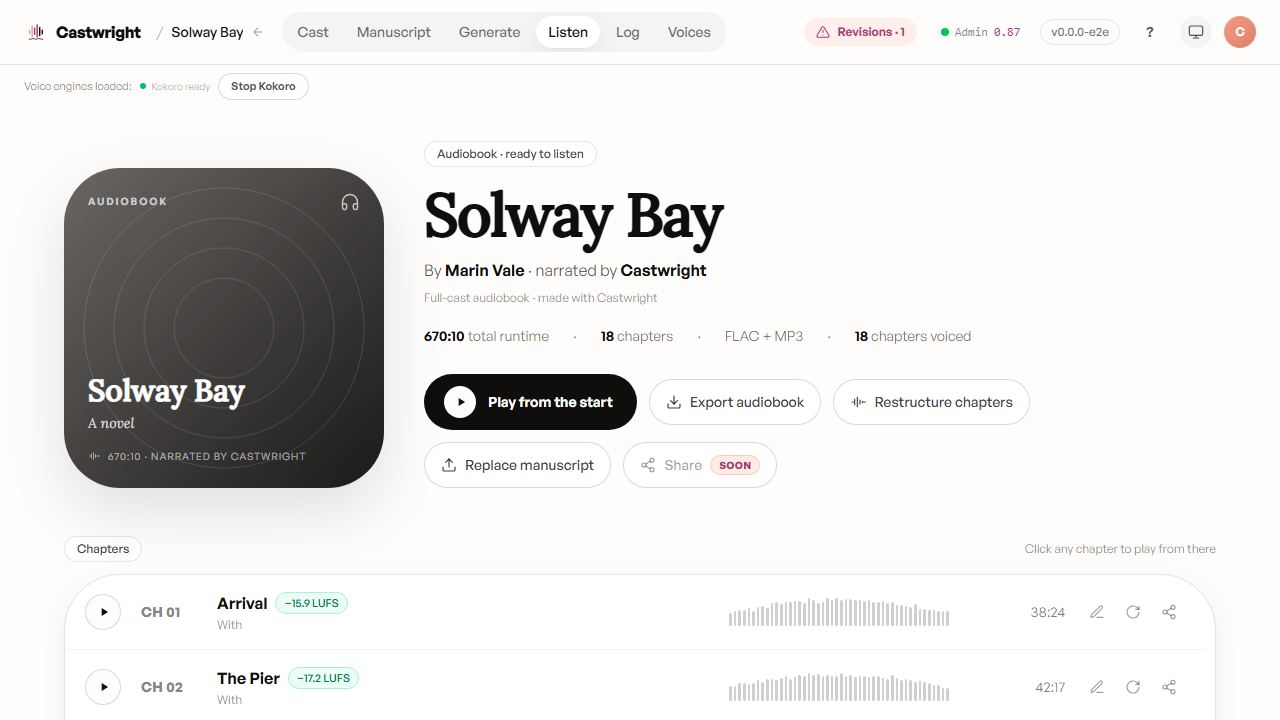 Castwright / Solway Bay ← Cast Manuscript Generate Listen Log Voices Revisions · 1 Admin 0.87 v0.0.0-e2e ? C
Voice engines loaded: Kokoro ready Stop Kokoro
Audiobook · ready to listen
AUDIOBOOK
Solway Bay
By Marin Vale · narrated by Castwright
Full-cast audiobook · made with Castwright
670:10 total runtime · 18 chapters · FLAC + MP3 · 18 chapters voiced
Solway Bay
A novel
670:10 · NARRATED BY CASTWRIGHT
Play from the start Export audiobook Restructure chapters
Replace manuscript Share SOON
Chapters Click any chapter to play from there
CH 01 Arrival −15.9 LUFS 38:24
With
CH 02 The Pier −17.2 LUFS 42:17
With